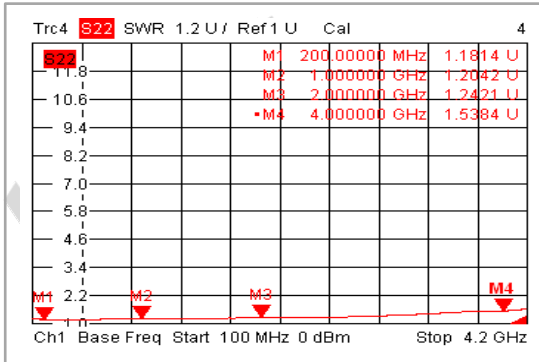 Trc4 S22 SWR 1.2 U / Ref 1 U Cal 4
S22
M1 200.00000 MHz 1.1814 U
M2 1.000000 GHz 1.2042 U
M3 2.000000 GHz 1.2421 U
•M4 4.000000 GHz 1.5384 U
11.8
10.6
9.4
8.2
7.0
5.8
4.6
3.4
2.2
1.0
M1 M2 M3 M4
Ch1 Base Freq Start 100 MHz 0 dBm Stop 4.2 GHz